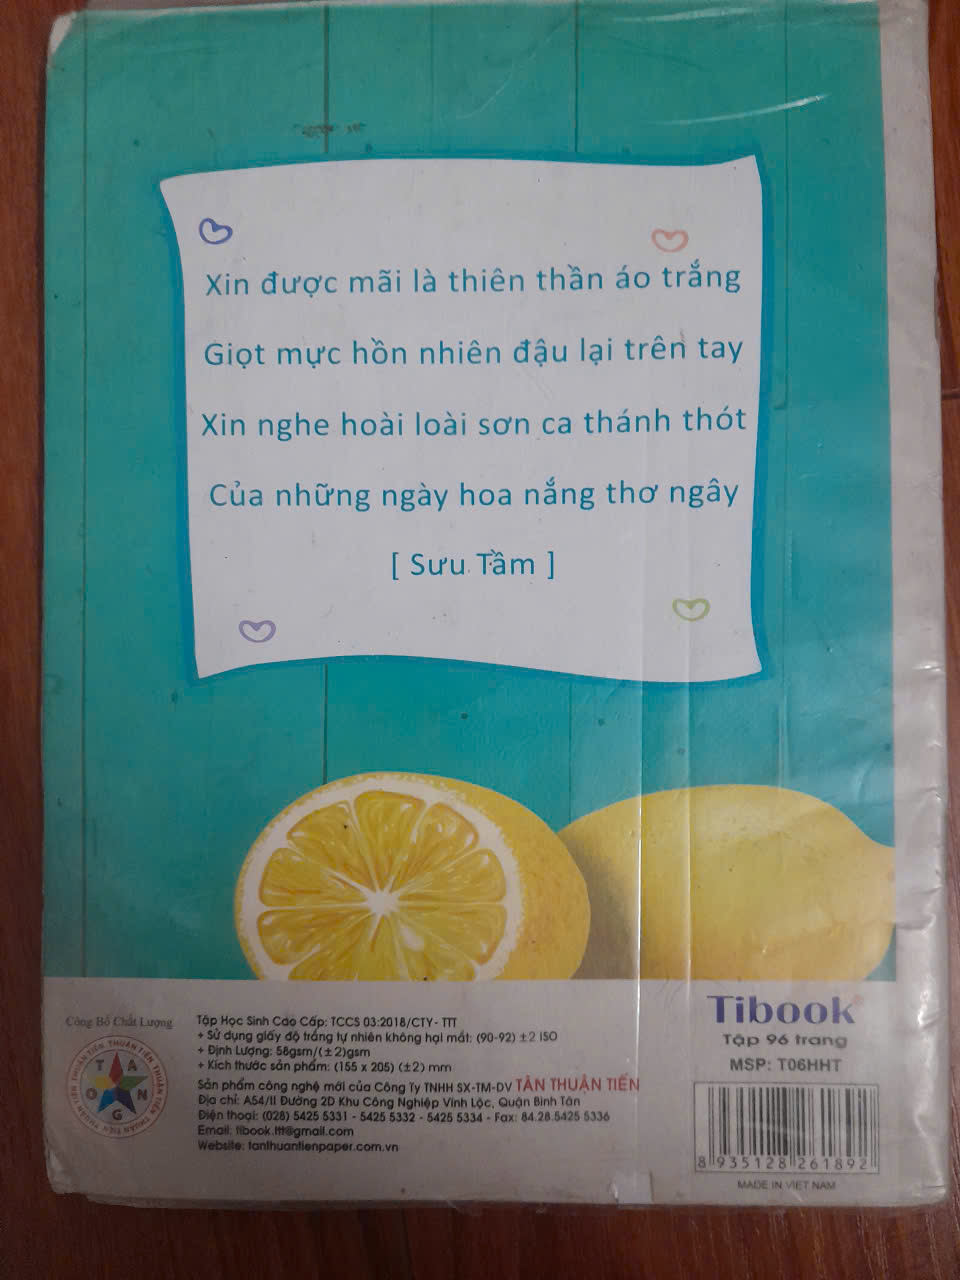 Xin được mãi là thiên thần áo trắng
Giọt mực hồn nhiên đậu lại trên tay
Xin nghe hoài loài sơn ca thánh thót
Của những ngày hoa nắng thơ ngây
[ Sưu Tầm ]
Công Bố Chất Lượng
THUẬN TIẾN THUẬN TIẾN THUẬN TIẾN
T A
O N
G
Tập Học Sinh Cao Cấp: TCCS 03:2018/CTY- TTT
+ Sử dụng giấy độ trắng tự nhiên không hại mắt: (90-92) ±2 ISO
+ Định Lượng: 58gsm/(±2)gsm
+ Kích thước sản phẩm: (155 x 205) (±2) mm
Sản phẩm công nghệ mới của Công Ty TNHH SX-TM-DV TÂN THUẬN TIẾN
Địa chỉ: A54/II Đường 2D Khu Công Nghiệp Vĩnh Lộc, Quận Bình Tân
Điện thoại: (028) 5425 5331 - 5425 5332 - 5425 5334 - Fax: 84.28.5425 5336
Email: tibook.ttt@gmail.com
Website: tanthuantienpaper.com.vn
Tibook®
Tập 96 trang
MSP: T06HHT
8 935128 261892
MADE IN VIET NAM